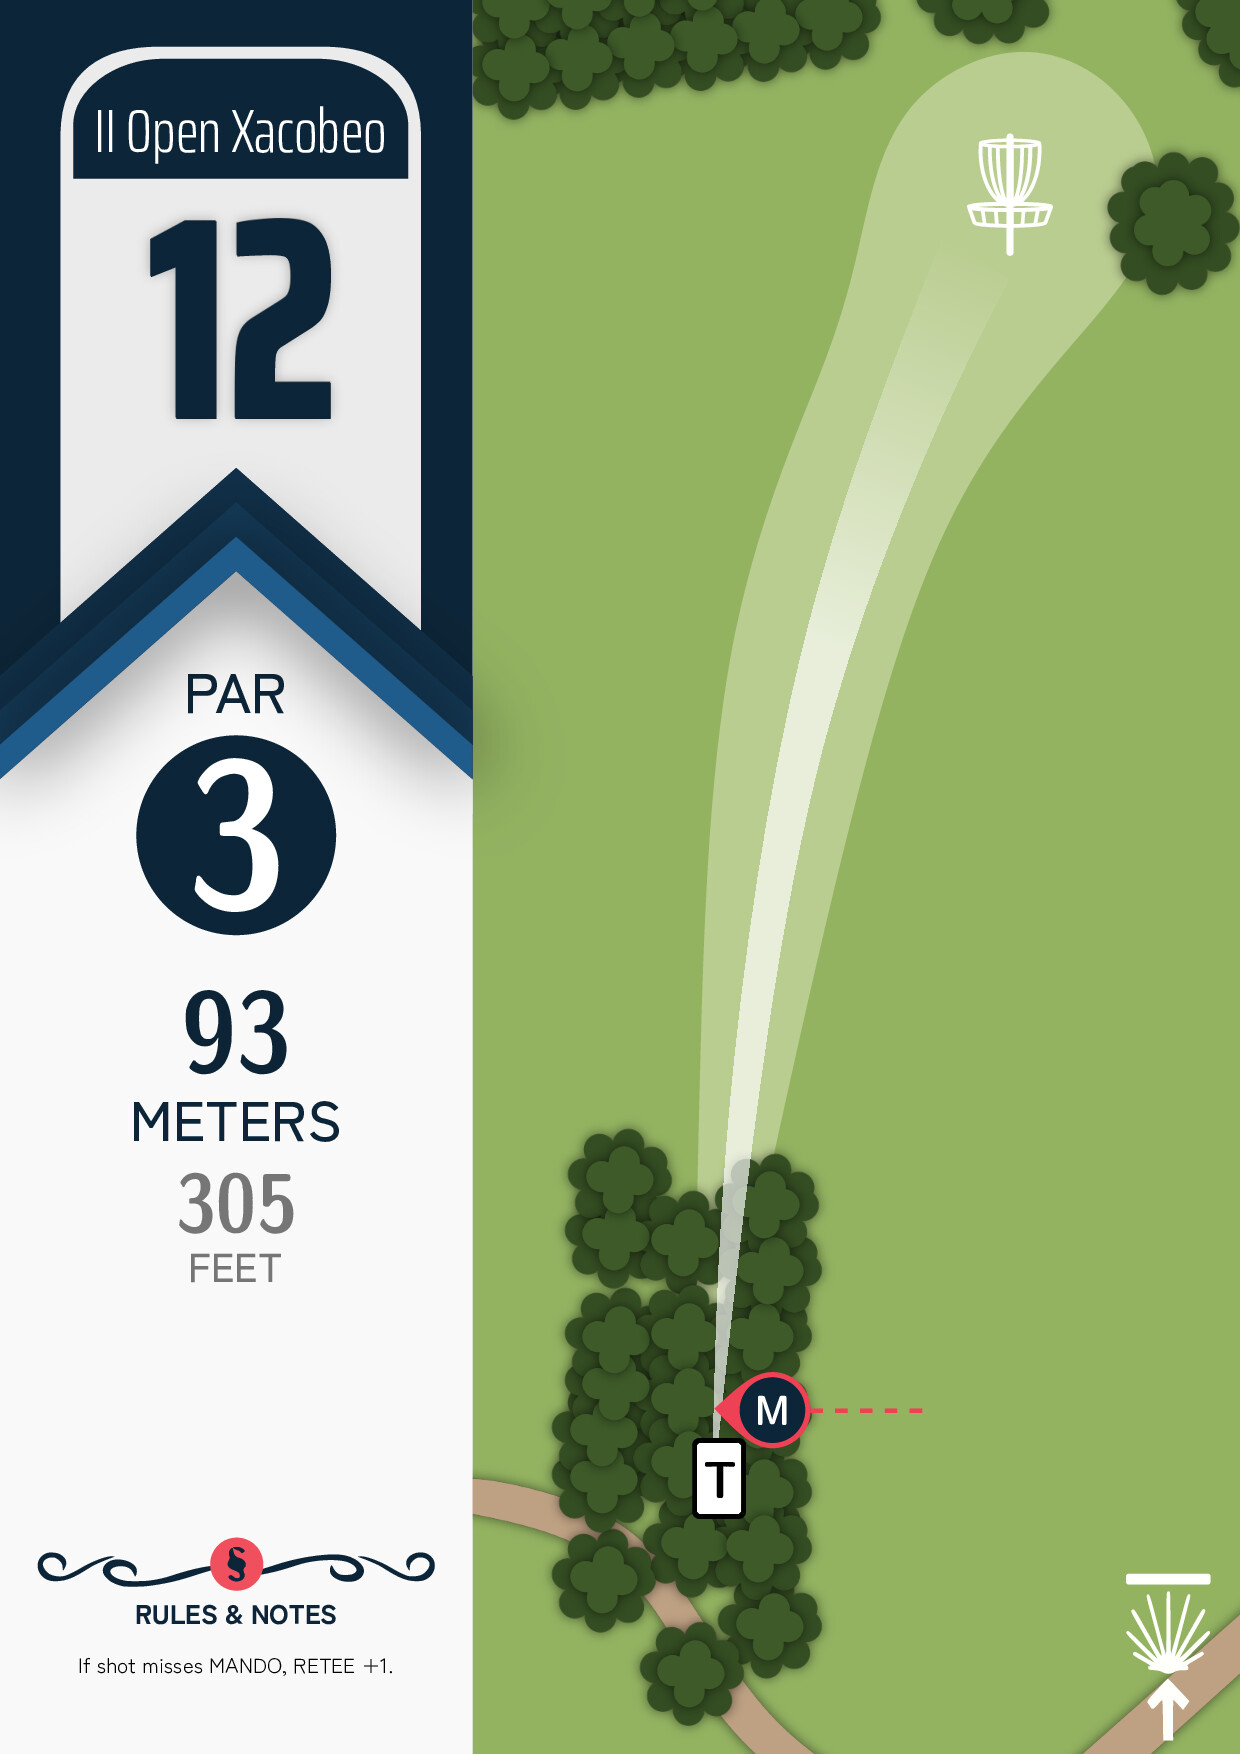 II Open Xacobeo
12
PAR
3
93
METERS
305
FEET
§
RULES & NOTES
If shot misses MANDO, RETEE +1.
M
T